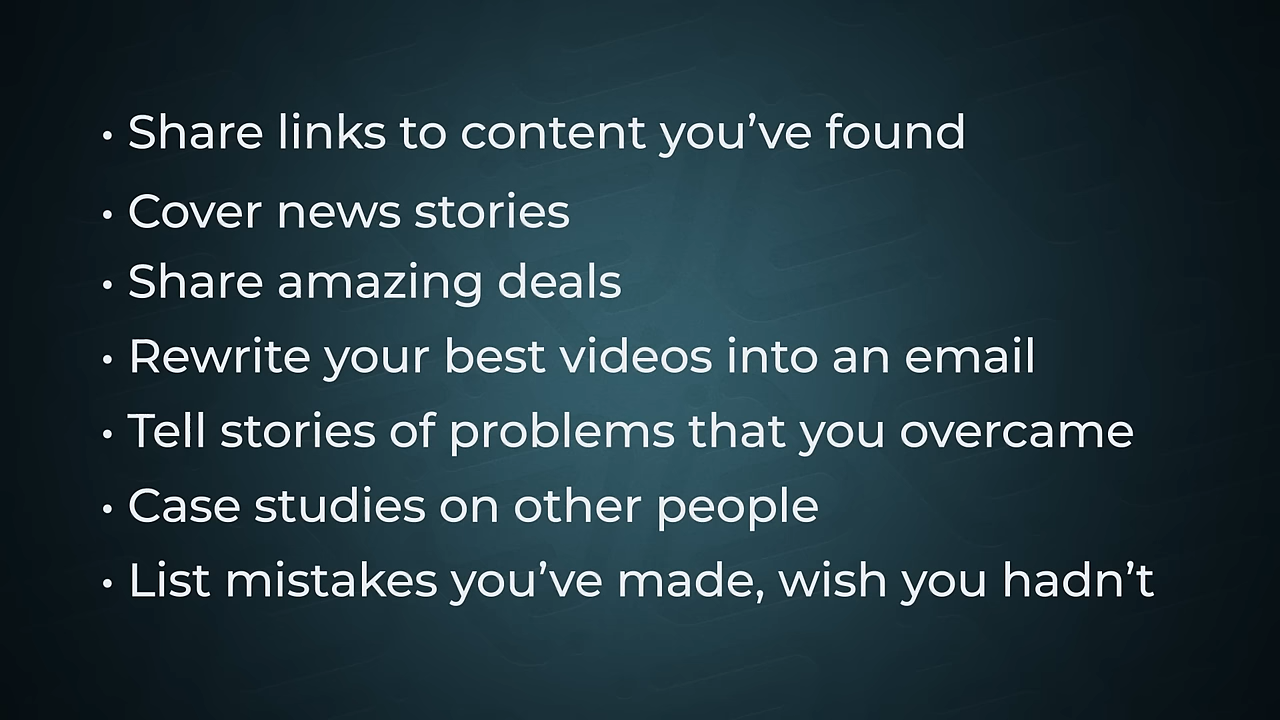 • Share links to content you’ve found
• Cover news stories
• Share amazing deals
• Rewrite your best videos into an email
• Tell stories of problems that you overcame
• Case studies on other people
• List mistakes you’ve made, wish you hadn’t